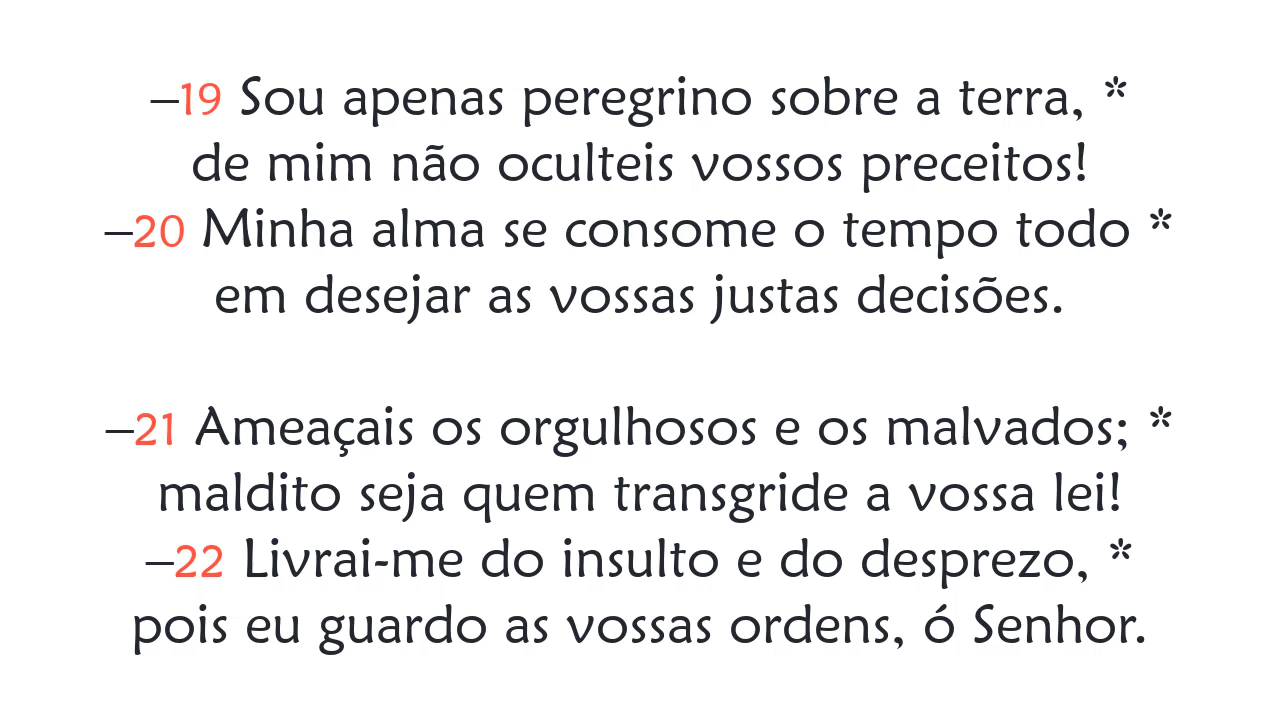 –19 Sou apenas peregrino sobre a terra, *
de mim não oculteis vossos preceitos!
–20 Minha alma se consome o tempo todo *
em desejar as vossas justas decisões.
–21 Ameaçais os orgulhosos e os malvados; *
maldito seja quem transgride a vossa lei!
–22 Livrai-me do insulto e do desprezo, *
pois eu guardo as vossas ordens, ó Senhor.